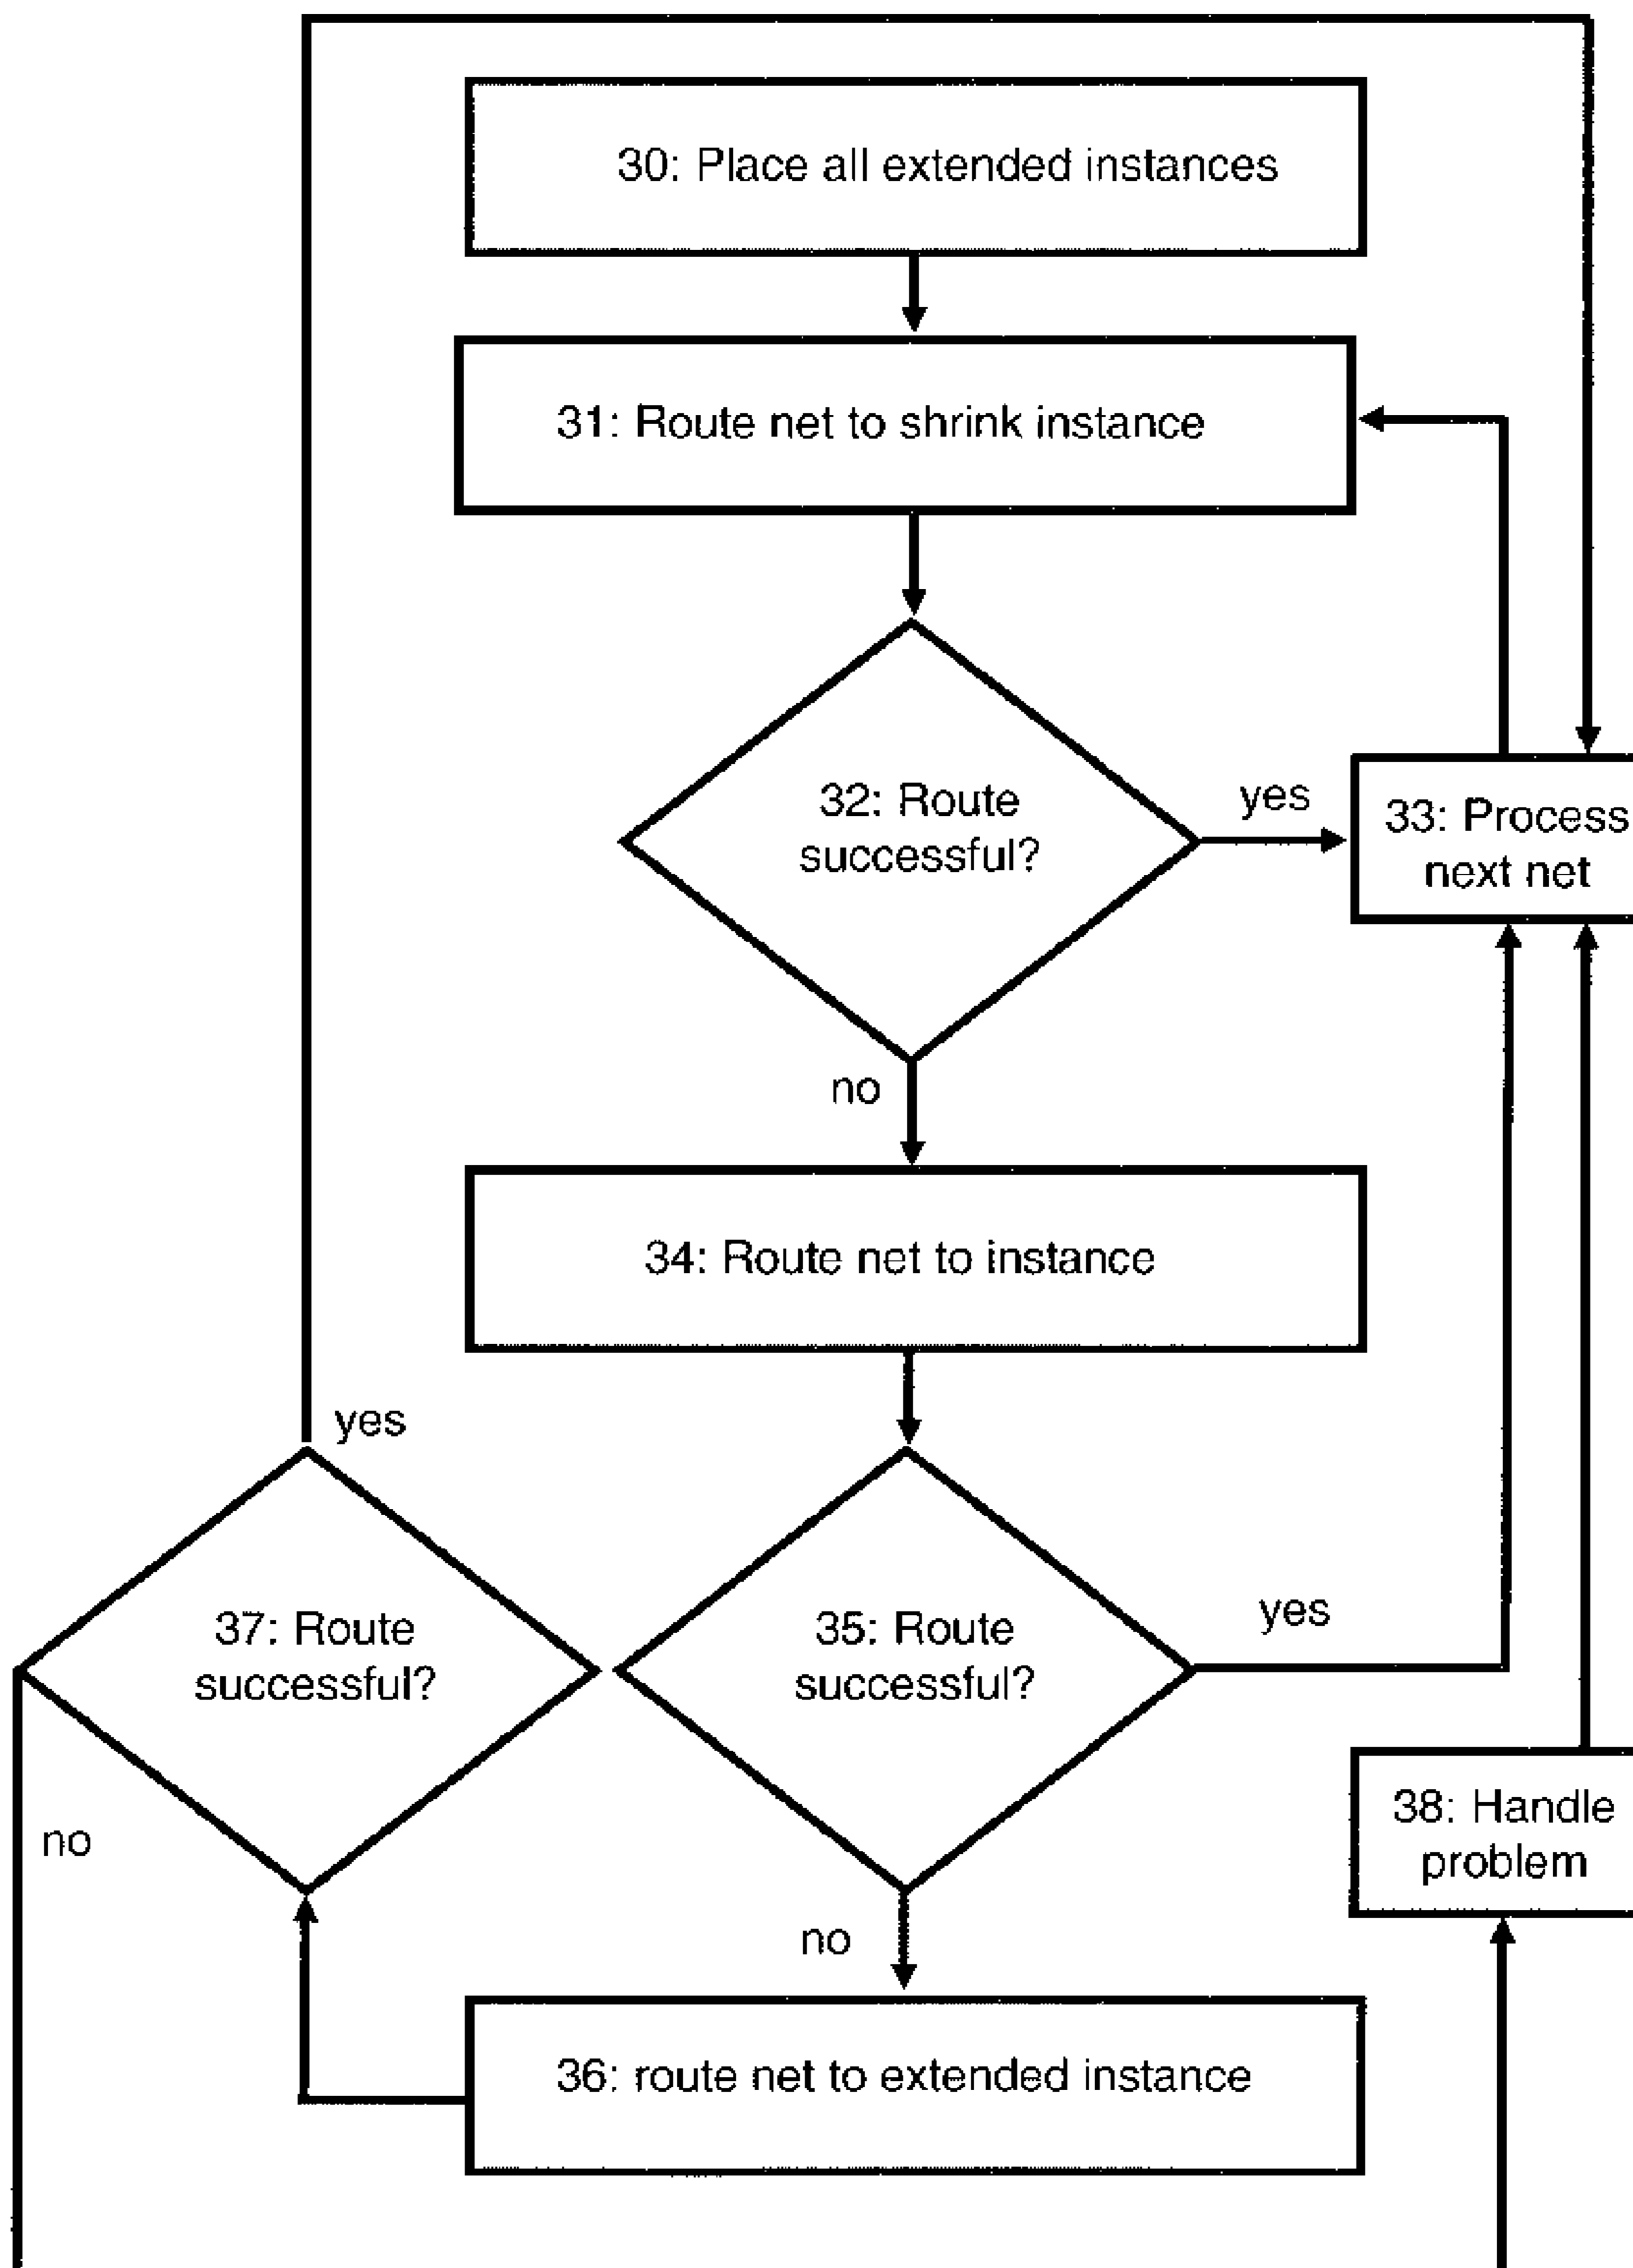 30: Place all extended instances
31: Route net to shrink instance
32: Route
successful?
yes
33: Process
next net
no
34: Route net to instance
yes
37: Route
successful?
35: Route
successful?
yes
no
38: Handle
problem
no
36: route net to extended instance